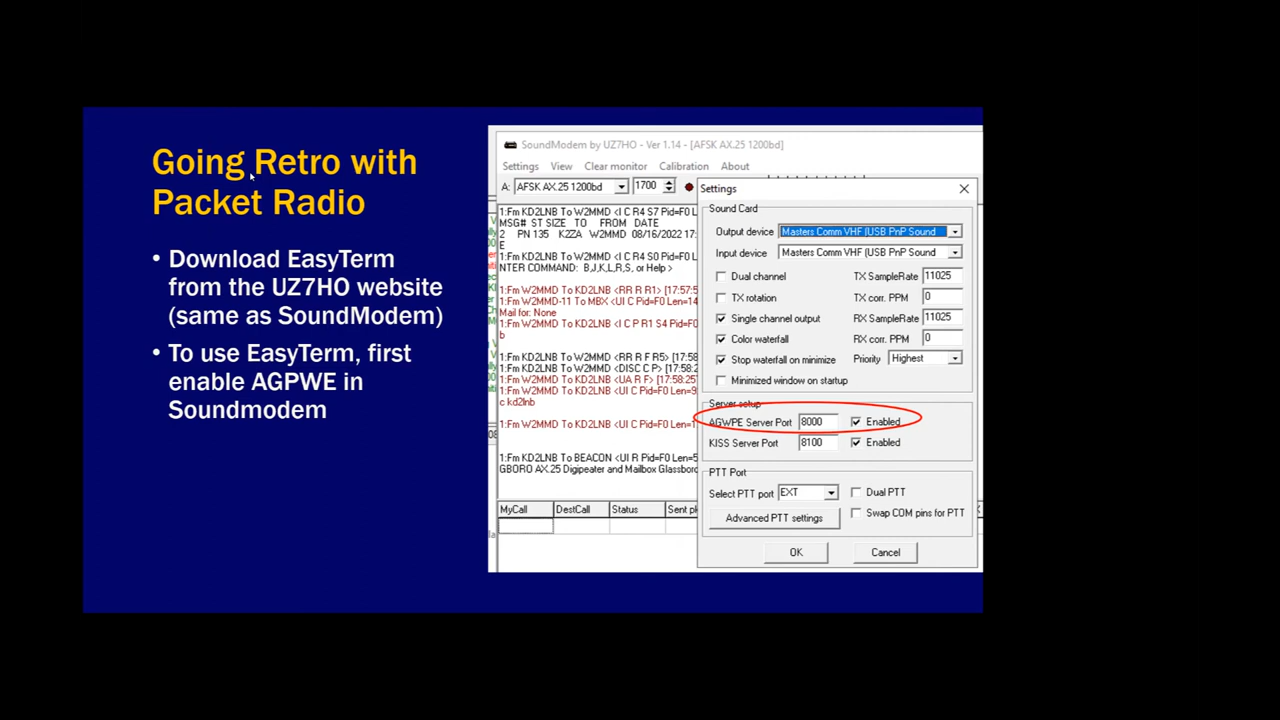 Going Retro with
Packet Radio
• Download EasyTerm
from the UZ7HO website
(same as SoundModem)
• To use EasyTerm, first
enable AGPWE in
Soundmodem
SoundModem by UZ7HO - Ver 1.14 - [AFSK AX.25 1200bd]
Settings View Clear monitor Calibration About
A: AFSK AX.25 1200bd 1700
1:Fm KD2LNB To W2MMD <I C R4 S7 Pid=F0 L
MSG# ST SIZE TO FROM DATE
2 PN 135 K2ZA W2MMD 08/16/2022 17:
E
1:Fm KD2LNB To W2MMD <I C R4 S0 Pid=F0 L
NTER COMMAND: B,J,K,L,R,S, or Help >
1:Fm W2MMD To KD2LNB <RR R R1> [17:57:5
1:Fm W2MMD-11 To MBX <UI C Pid=F0 Len=14
Mail for: None
1:Fm W2MMD To KD2LNB <I C P R1 S4 Pid=F0
b
1:Fm KD2LNB To W2MMD <RR R F R5> [17:58
1:Fm KD2LNB To W2MMD <DISC C P> [17:58:2
1:Fm W2MMD To KD2LNB <UA R F> [17:58:25
1:Fm W2MMD To KD2LNB <UI C Pid=F0 Len=9
c kd2lnb
1:Fm W2MMD To KD2LNB <UI C Pid=F0 Len=1
1:Fm KD2LNB To BEACON <UI R Pid=F0 Len=5
GBORO AX.25 Digipeater and Mailbox Glassbor
MyCall DestCall Status Sent pk
Settings
Sound Card
Output device Masters Comm VHF (USB PnP Sound
Input device Masters Comm VHF (USB PnP Sound
Dual channel TX SampleRate 11025
TX rotation TX corr. PPM 0
Single channel output RX SampleRate 11025
Color waterfall RX corr. PPM 0
Stop waterfall on minimize Priority Highest
Minimized window on startup
Server setup
AGWPE Server Port 8000 Enabled
KISS Server Port 8100 Enabled
PTT Port
Select PTT port EXT Dual PTT
Advanced PTT settings Swap COM pins for PTT
OK Cancel